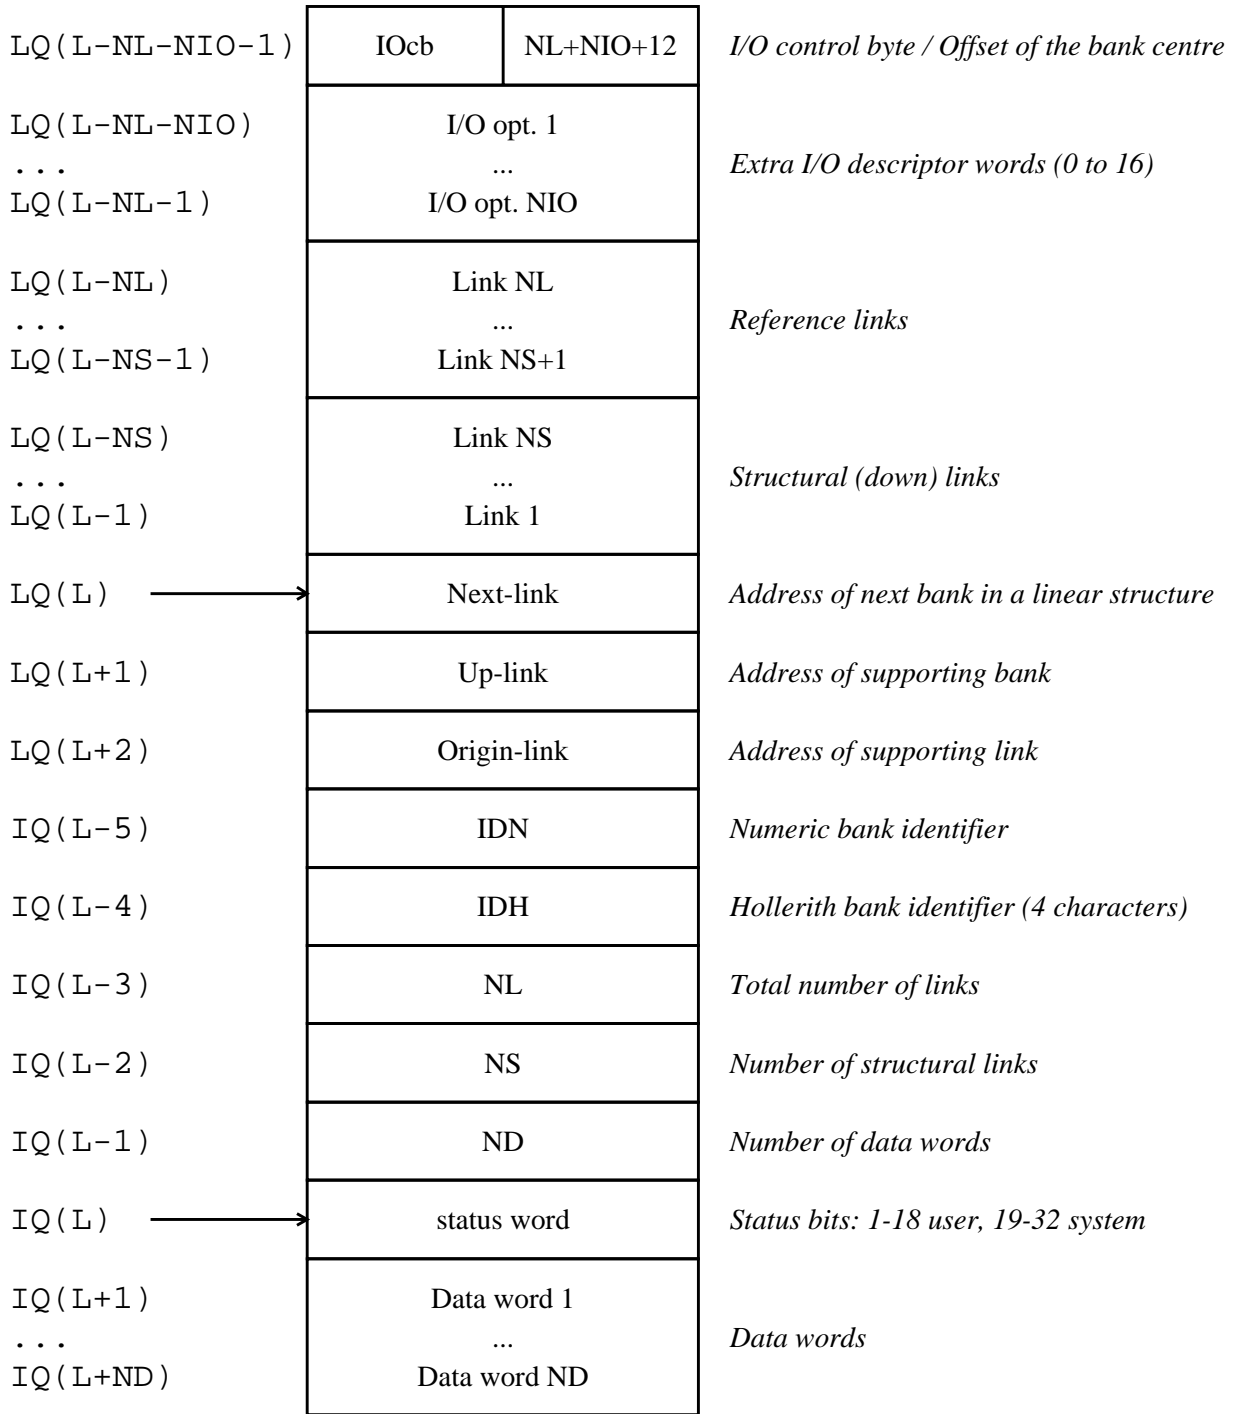 LQ(L-NL-NIO-1) IOcb NL+NIO+12 I/O control byte / Offset of the bank centre
LQ(L-NL-NIO) I/O opt. 1
... ... Extra I/O descriptor words (0 to 16)
LQ(L-NL-1) I/O opt. NIO
LQ(L-NL) Link NL
... ... Reference links
LQ(L-NS-1) Link NS+1
LQ(L-NS) Link NS
... ... Structural (down) links
LQ(L-1) Link 1
LQ(L) Next-link Address of next bank in a linear structure
LQ(L+1) Up-link Address of supporting bank
LQ(L+2) Origin-link Address of supporting link
IQ(L-5) IDN Numeric bank identifier
IQ(L-4) IDH Hollerith bank identifier (4 characters)
IQ(L-3) NL Total number of links
IQ(L-2) NS Number of structural links
IQ(L-1) ND Number of data words
IQ(L) status word Status bits: 1-18 user, 19-32 system
IQ(L+1) Data word 1
... ... Data words
IQ(L+ND) Data word ND